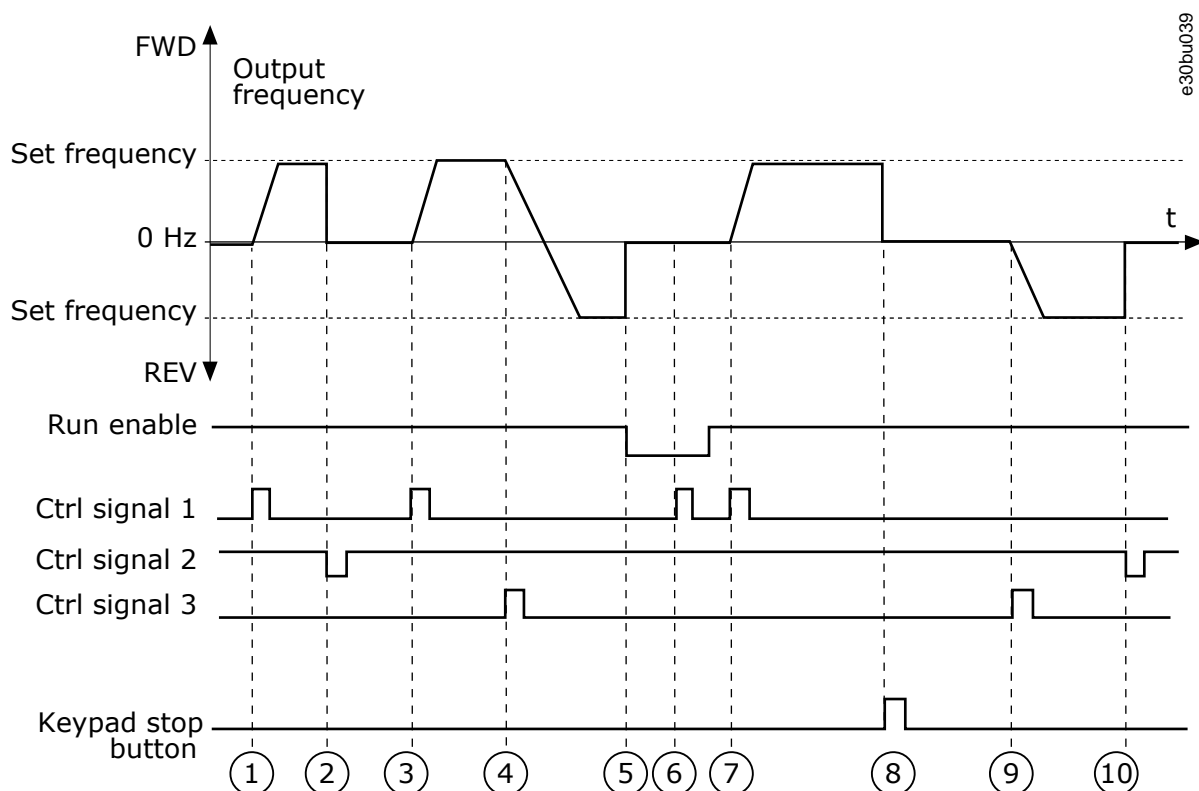 e30bu039
FWD
Output
frequency
Set frequency
0 Hz
t
Set frequency
REV
Run enable
Ctrl signal 1
Ctrl signal 2
Ctrl signal 3
Keypad stop
button
1 2 3 4 5 6 7 8 9 10